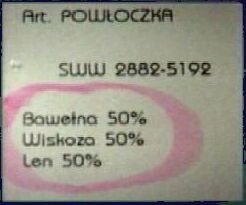 Art. POWŁOCZKA
SWW 2882-5192
Bawełna 50%
Wiskoza 50%
Len 50%